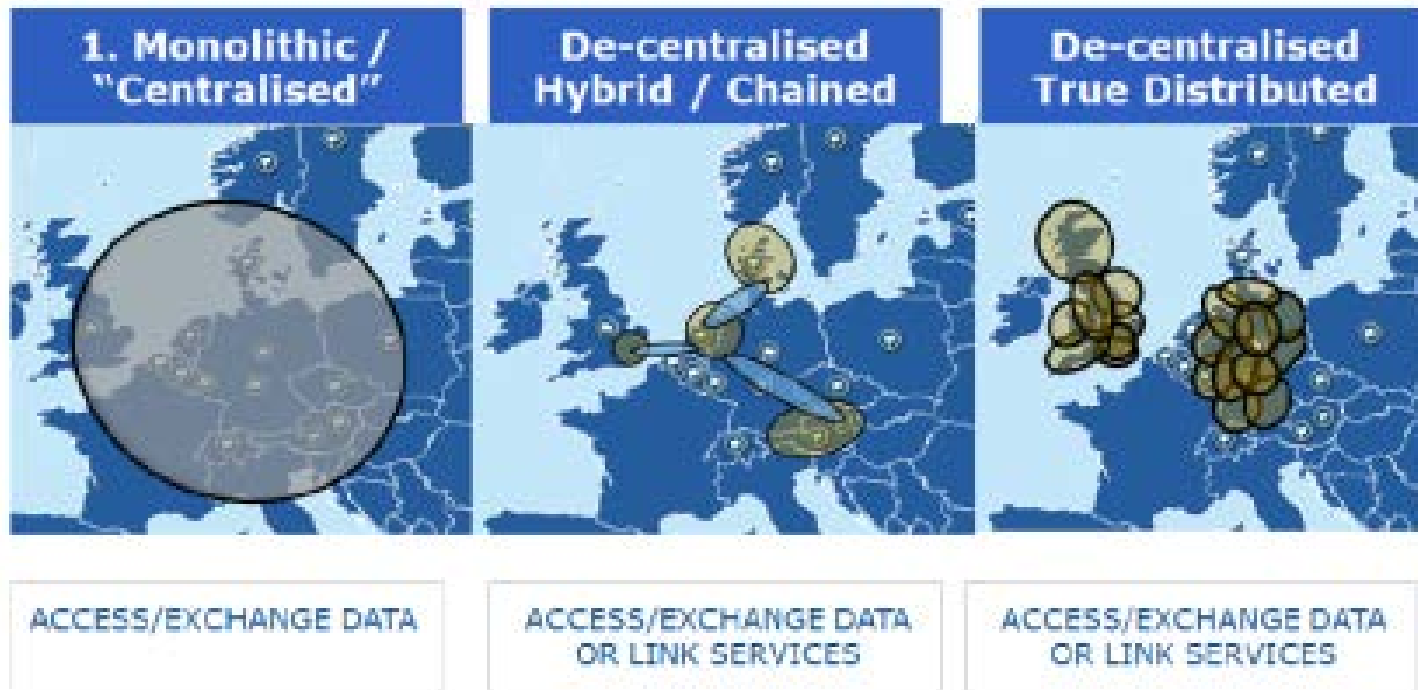 1. Monolithic /
“Centralised”
De-centralised
Hybrid / Chained
De-centralised
True Distributed
ACCESS/EXCHANGE DATA
ACCESS/EXCHANGE DATA
OR LINK SERVICES
ACCESS/EXCHANGE DATA
OR LINK SERVICES